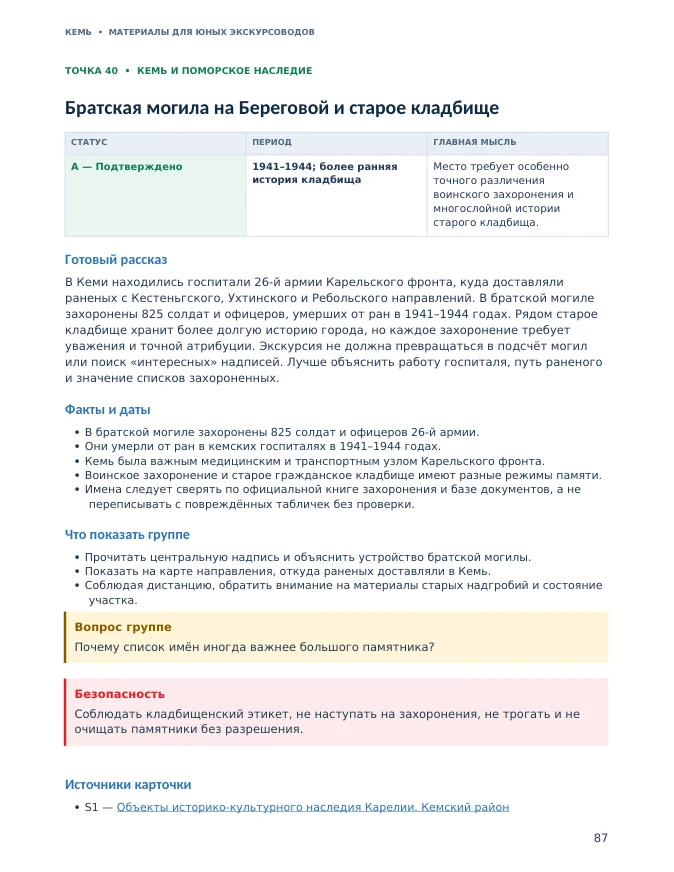 КЕМЬ • МАТЕРИАЛЫ ДЛЯ ЮНЫХ ЭКСКУРСОВОДОВ
ТОЧКА 40 • КЕМЬ И ПОМОРСКОЕ НАСЛЕДИЕ
Братская могила на Береговой и старое кладбище
СТАТУС
ПЕРИОД
ГЛАВНАЯ МЫСЛЬ
А — Подтверждено
1941–1944; более ранняя
история кладбища
Место требует особенно
точного различения
воинского захоронения и
многослойной истории
старого кладбища.
Готовый рассказ
В Кеми находились госпитали 26-й армии Карельского фронта, куда доставляли
раненых с Кестеньгского, Ухтинского и Ребольского направлений. В братской могиле
захоронены 825 солдат и офицеров, умерших от ран в 1941–1944 годах. Рядом старое
кладбище хранит более долгую историю города, но каждое захоронение требует
уважения и точной атрибуции. Экскурсия не должна превращаться в подсчёт могил
или поиск «интересных» надписей. Лучше объяснить работу госпиталя, путь раненого
и значение списков захороненных.
Факты и даты
• В братской могиле захоронены 825 солдат и офицеров 26-й армии.
• Они умерли от ран в кемских госпиталях в 1941–1944 годах.
• Кемь была важным медицинским и транспортным узлом Карельского фронта.
• Воинское захоронение и старое гражданское кладбище имеют разные режимы памяти.
• Имена следует сверять по официальной книге захоронения и базе документов, а не
переписывать с повреждённых табличек без проверки.
Что показать группе
• Прочитать центральную надпись и объяснить устройство братской могилы.
• Показать на карте направления, откуда раненых доставляли в Кемь.
• Соблюдая дистанцию, обратить внимание на материалы старых надгробий и состояние
участка.
Вопрос группе
Почему список имён иногда важнее большого памятника?
Безопасность
Соблюдать кладбищенский этикет, не наступать на захоронения, не трогать и не
очищать памятники без разрешения.
Источники карточки
• S1 — Объекты историко-культурного наследия Карелии. Кемский район
87